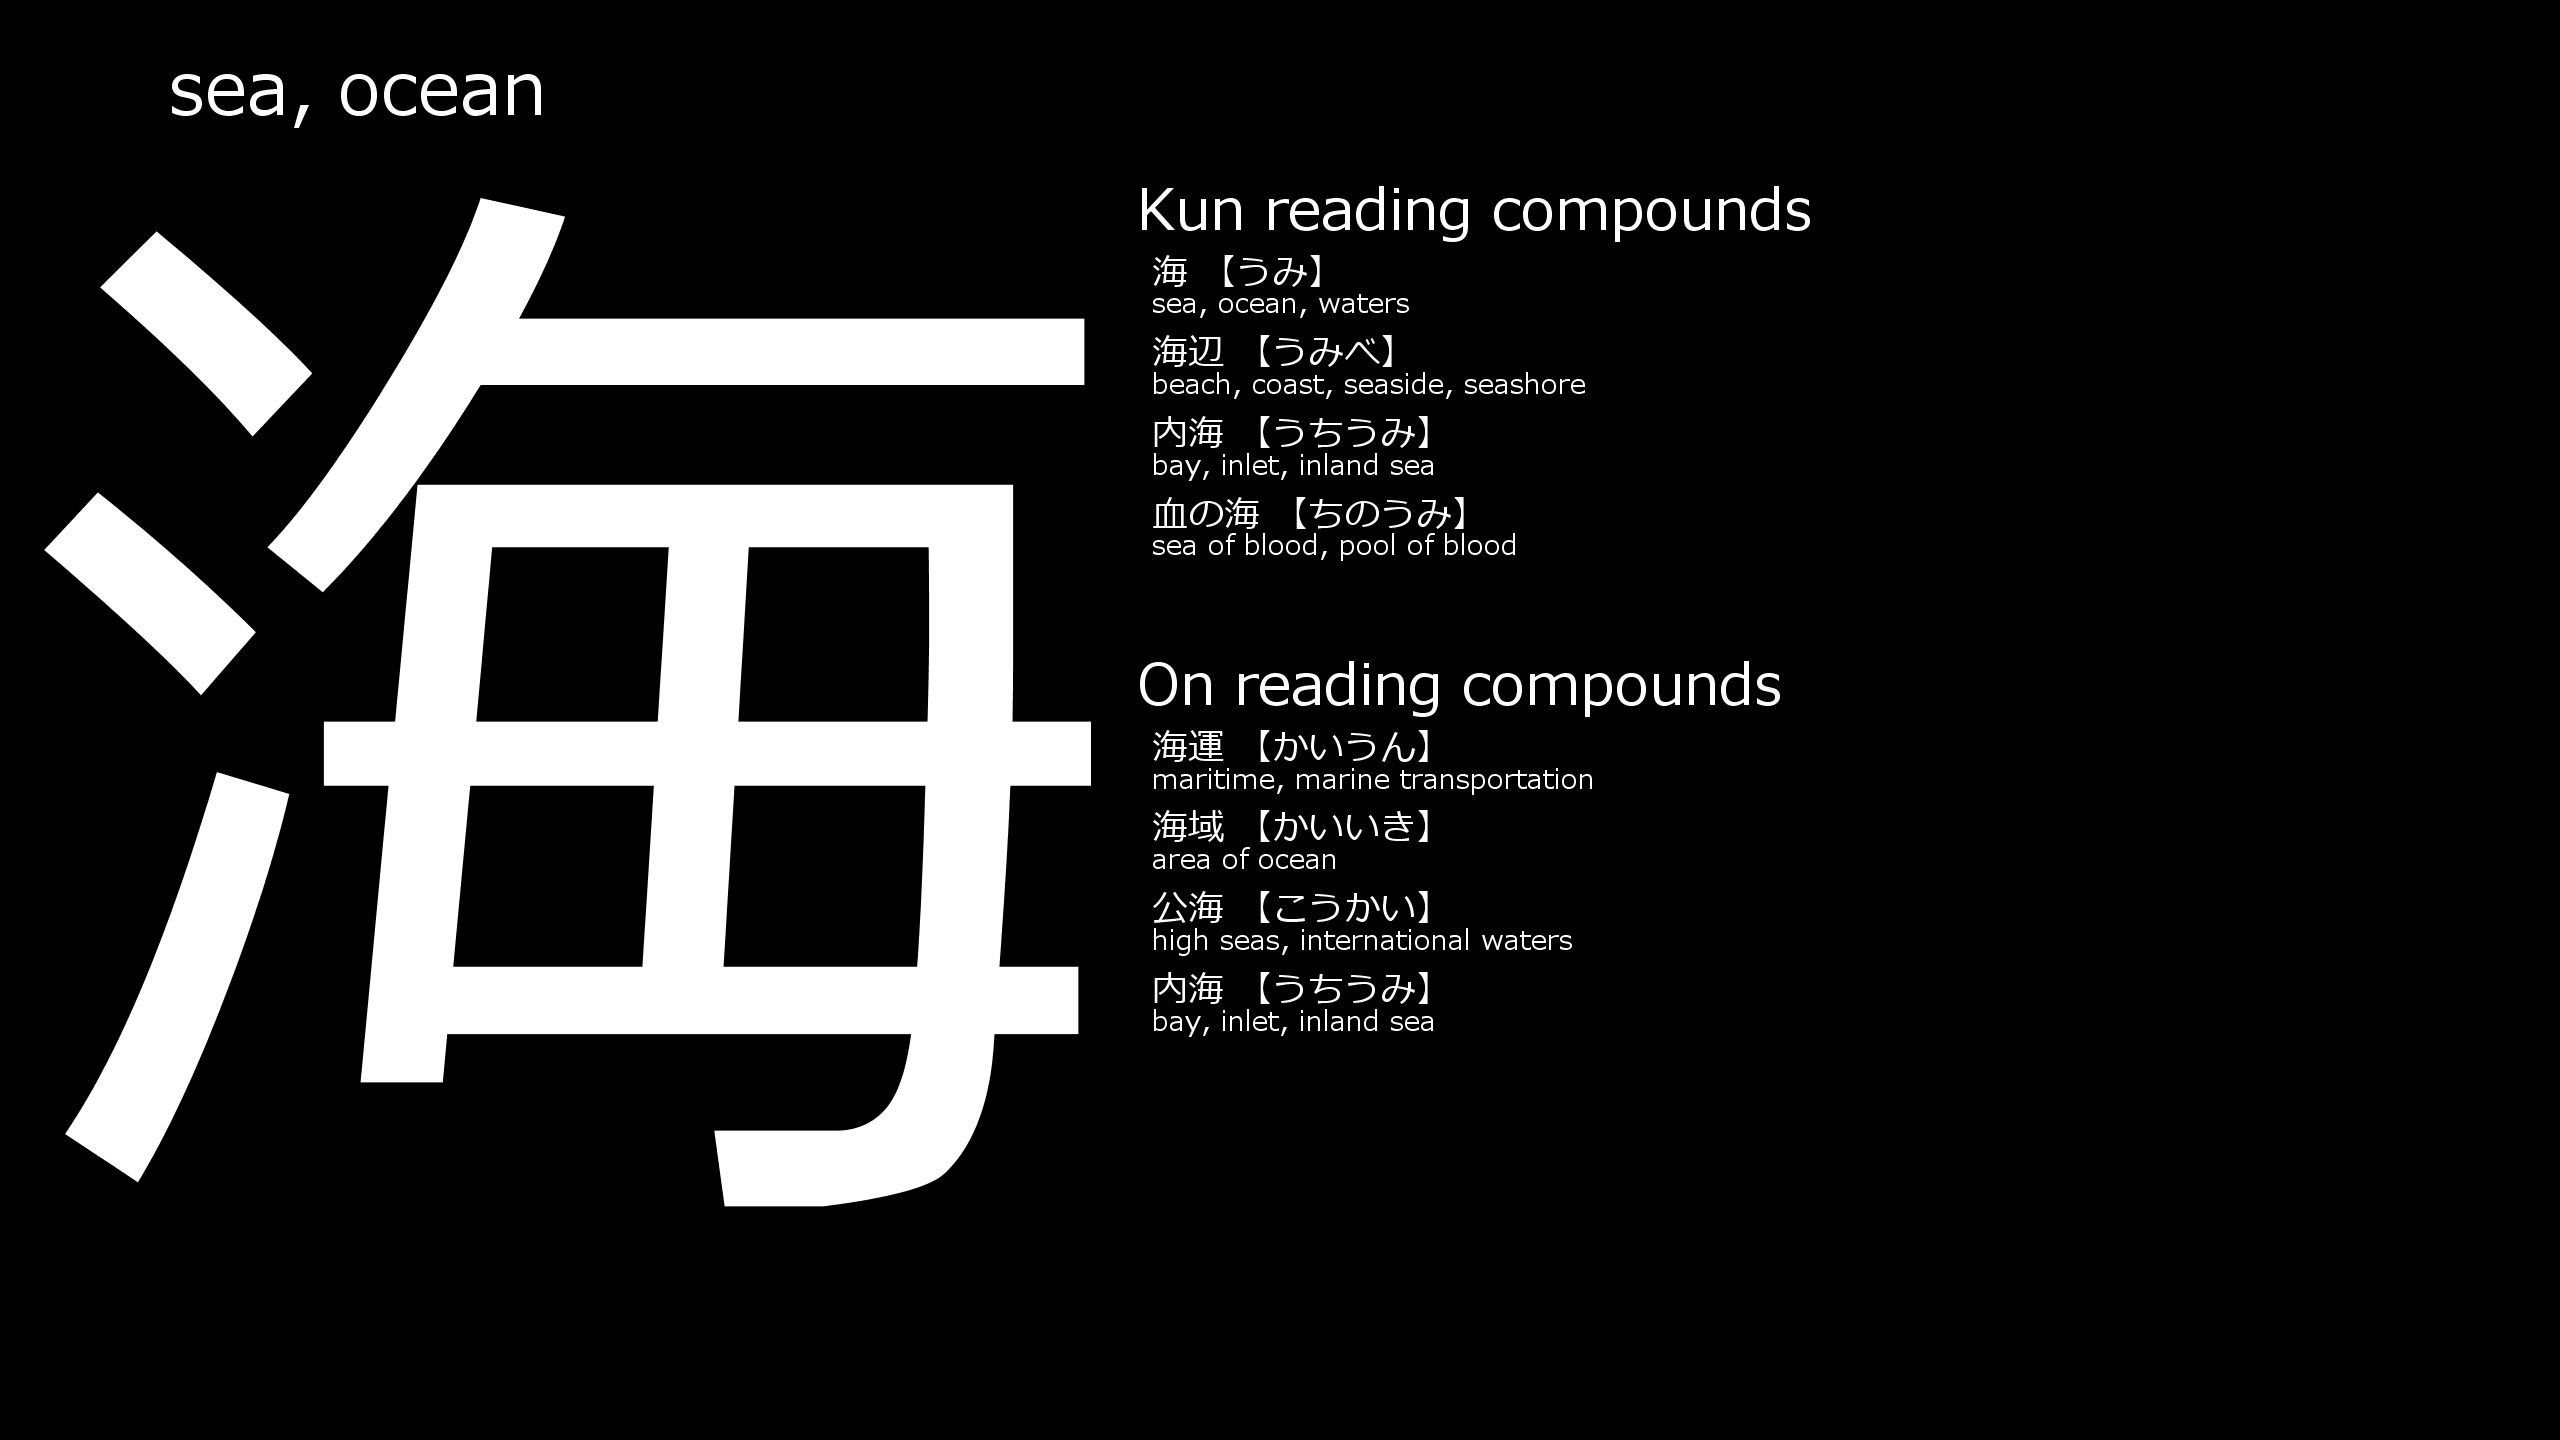 sea, ocean
海
Kun reading compounds
海 【うみ】
sea, ocean, waters
海辺 【うみべ】
beach, coast, seaside, seashore
内海 【うちうみ】
bay, inlet, inland sea
血の海 【ちのうみ】
sea of blood, pool of blood
On reading compounds
海運 【かいうん】
maritime, marine transportation
海域 【かいいき】
area of ocean
公海 【こうかい】
high seas, international waters
内海 【うちうみ】
bay, inlet, inland sea